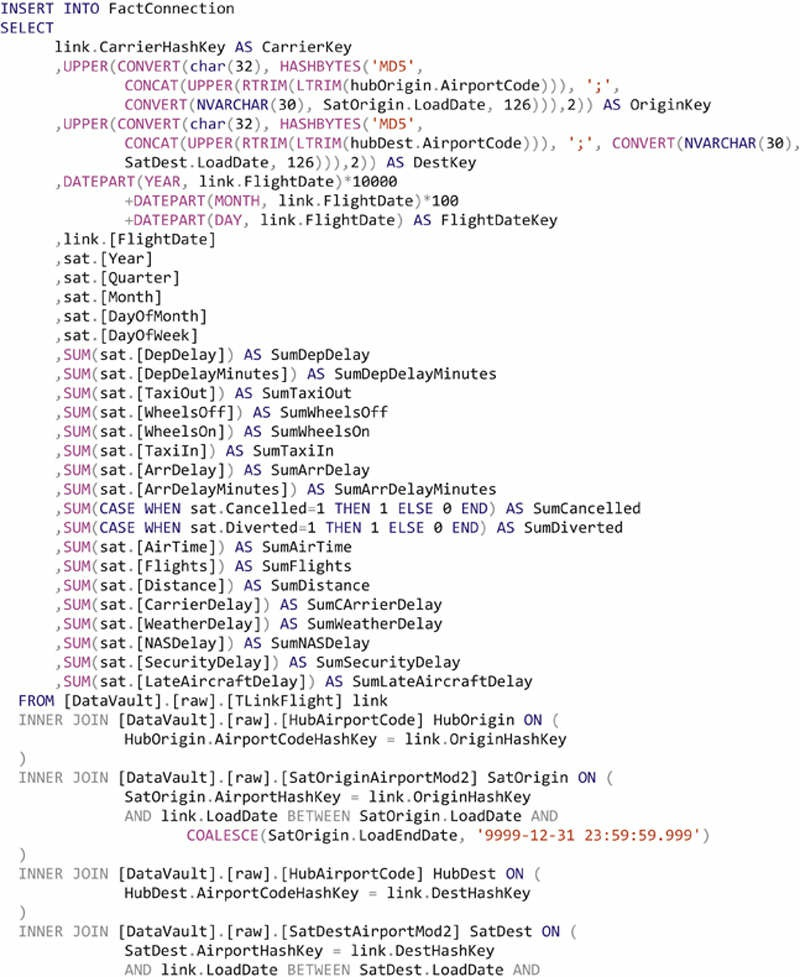 INSERT INTO FactConnection
SELECT
link.CarrierHashKey AS CarrierKey
,UPPER(CONVERT(char(32), HASHBYTES('MD5',
CONCAT(UPPER(RTRIM(LTRIM(hubOrigin.AirportCode))), ';',
CONVERT(NVARCHAR(30), SatOrigin.LoadDate, 126))),2)) AS OriginKey
,UPPER(CONVERT(char(32), HASHBYTES('MD5',
CONCAT(UPPER(RTRIM(LTRIM(hubDest.AirportCode))), ';', CONVERT(NVARCHAR(30),
SatDest.LoadDate, 126))),2)) AS DestKey
,DATEPART(YEAR, link.FlightDate)*10000
+DATEPART(MONTH, link.FlightDate)*100
+DATEPART(DAY, link.FlightDate) AS FlightDateKey
,link.[FlightDate]
,sat.[Year]
,sat.[Quarter]
,sat.[Month]
,sat.[DayOfMonth]
,sat.[DayOfWeek]
,SUM(sat.[DepDelay]) AS SumDepDelay
,SUM(sat.[DepDelayMinutes]) AS SumDepDelayMinutes
,SUM(sat.[TaxiOut]) AS SumTaxiOut
,SUM(sat.[WheelsOff]) AS SumWheelsOff
,SUM(sat.[WheelsOn]) AS SumWheelsOn
,SUM(sat.[TaxiIn]) AS SumTaxiIn
,SUM(sat.[ArrDelay]) AS SumArrDelay
,SUM(sat.[ArrDelayMinutes]) AS SumArrDelayMinutes
,SUM(CASE WHEN sat.Cancelled=1 THEN 1 ELSE 0 END) AS SumCancelled
,SUM(CASE WHEN sat.Diverted=1 THEN 1 ELSE 0 END) AS SumDiverted
,SUM(sat.[AirTime]) AS SumAirTime
,SUM(sat.[Flights]) AS SumFlights
,SUM(sat.[Distance]) AS SumDistance
,SUM(sat.[CarrierDelay]) AS SumCArrierDelay
,SUM(sat.[WeatherDelay]) AS SumWeatherDelay
,SUM(sat.[NASDelay]) AS SumNASDelay
,SUM(sat.[SecurityDelay]) AS SumSecurityDelay
,SUM(sat.[LateAircraftDelay]) AS SumLateAircraftDelay
FROM [DataVault].[raw].[TLinkFlight] link
INNER JOIN [DataVault].[raw].[HubAirportCode] HubOrigin ON (
HubOrigin.AirportCodeHashKey = link.OriginHashKey
)
INNER JOIN [DataVault].[raw].[SatOriginAirportMod2] SatOrigin ON (
SatOrigin.AirportHashKey = link.OriginHashKey
AND link.LoadDate BETWEEN SatOrigin.LoadDate AND
COALESCE(SatOrigin.LoadEndDate, '9999-12-31 23:59:59.999')
)
INNER JOIN [DataVault].[raw].[HubAirportCode] HubDest ON (
HubDest.AirportCodeHashKey = link.DestHashKey
)
INNER JOIN [DataVault].[raw].[SatDestAirportMod2] SatDest ON (
SatDest.AirportHashKey = link.DestHashKey
AND link.LoadDate BETWEEN SatDest.LoadDate AND